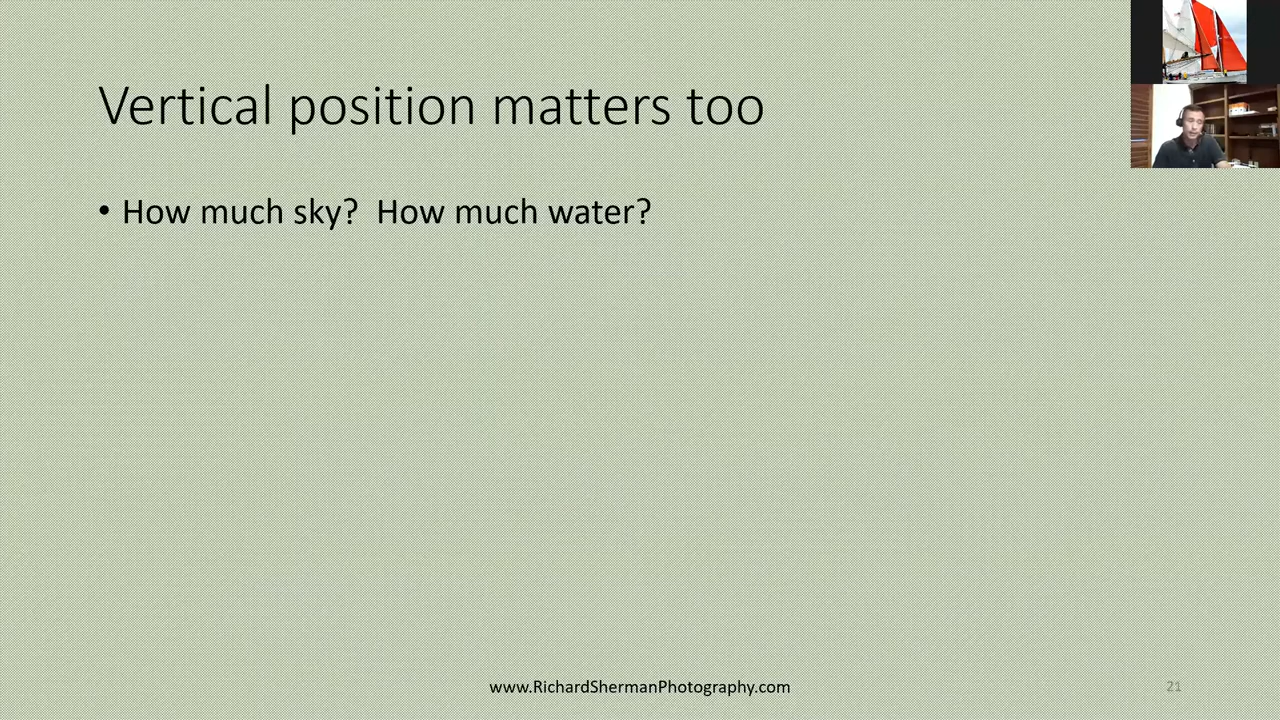 Vertical position matters too
• How much sky?  How much water?
www.RichardShermanPhotography.com
21